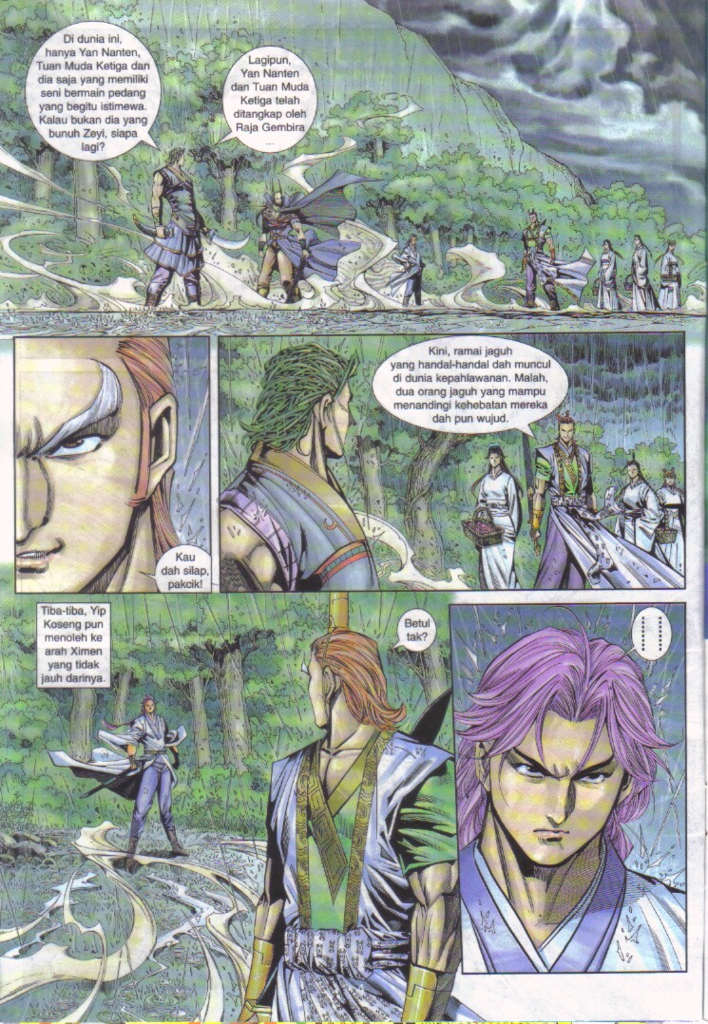 Di dunia ini,
hanya Yan Nanten,
Tuan Muda Ketiga dan
dia saja yang memiliki
seni bermain pedang
yang begitu istimewa.
Kalau bukan dia yang
bunuh Zeyi, siapa
lagi?
Lagipun,
Yan Nanten
dan Tuan Muda
Ketiga telah
ditangkap oleh
Raja Gembira
...
Kau
dah silap,
pakcik!
Kini, ramai jaguh
yang handal-handal dah muncul
di dunia kepahlawanan. Malah,
dua orang jaguh yang mampu
menandingi kehebatan mereka
dah pun wujud.
Tiba-tiba, Yip
Koseng pun
menoleh ke
arah Ximen
yang tidak
jauh darinya.
Betul
tak?